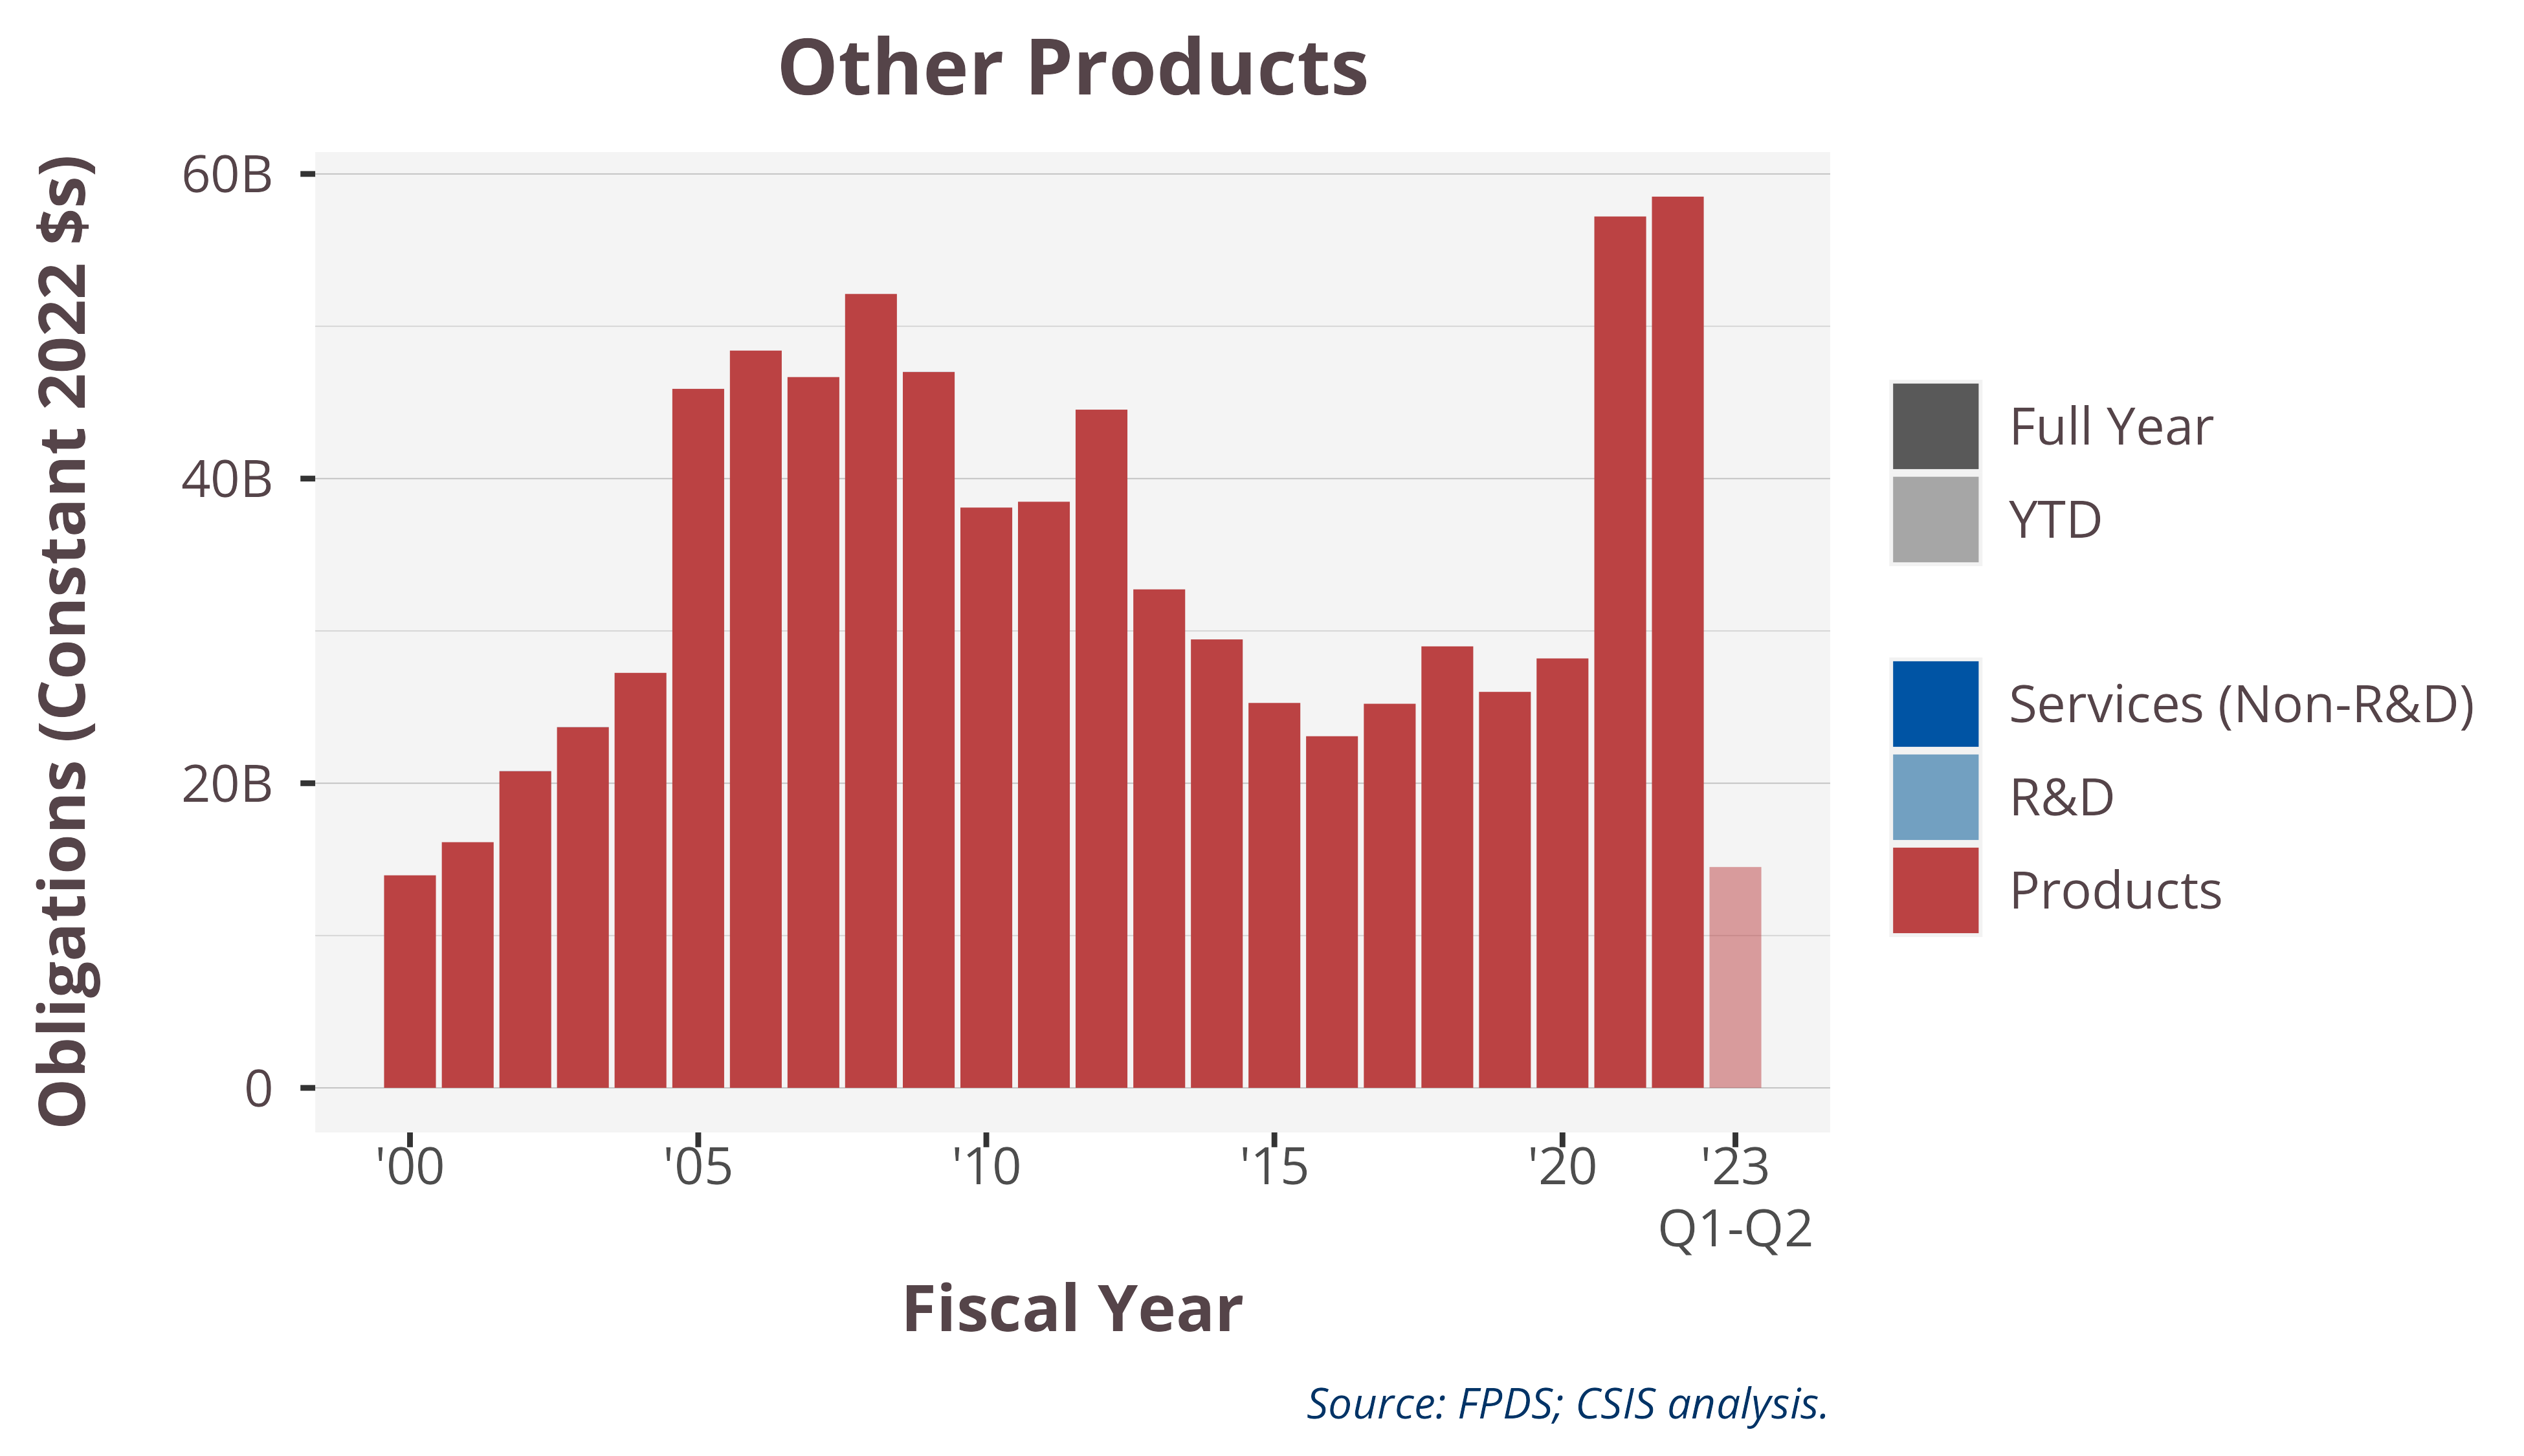 Other Products
Obligations (Constant 2022 $s)
60B
40B
20B
0
'00
'05
'10
'15
'20
'23
Q1-Q2
Fiscal Year
Full Year
YTD
Services (Non-R&D)
R&D
Products
Source: FPDS; CSIS analysis.